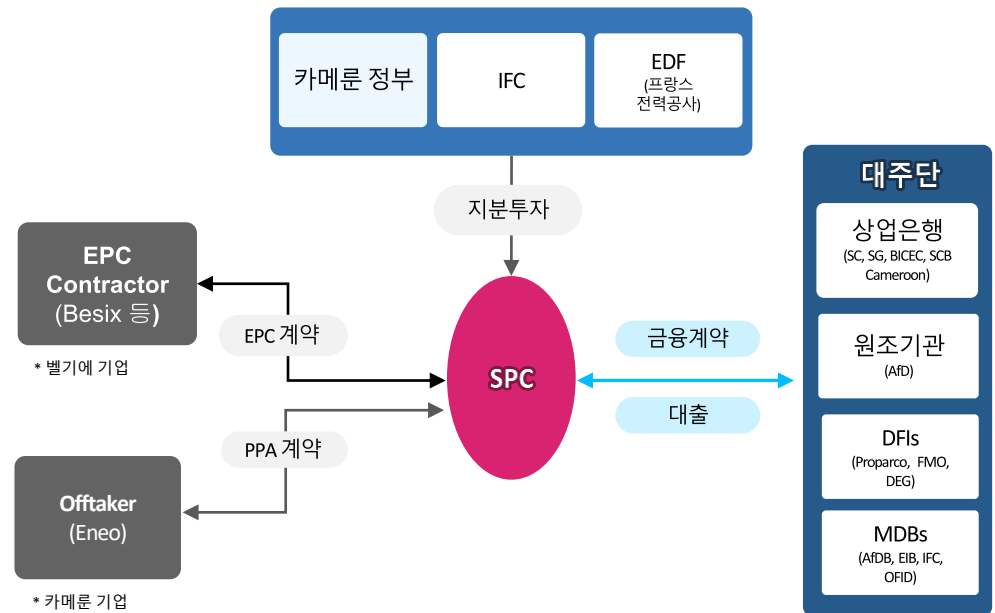 카메룬 정부
IFC
EDF
(프랑스
전력공사)
지분투자
EPC
Contractor
(Besix 등)
* 벨기에 기업
EPC 계약
PPA 계약
Offtaker
(Eneo)
* 카메룬 기업
SPC
금융계약
대출
대주단
상업은행
(SC, SG, BICEC, SCB
Cameroon)
원조기관
(AfD)
DFIs
(Proparco, FMO,
DEG)
MDBs
(AfDB, EIB, IFC,
OFID)